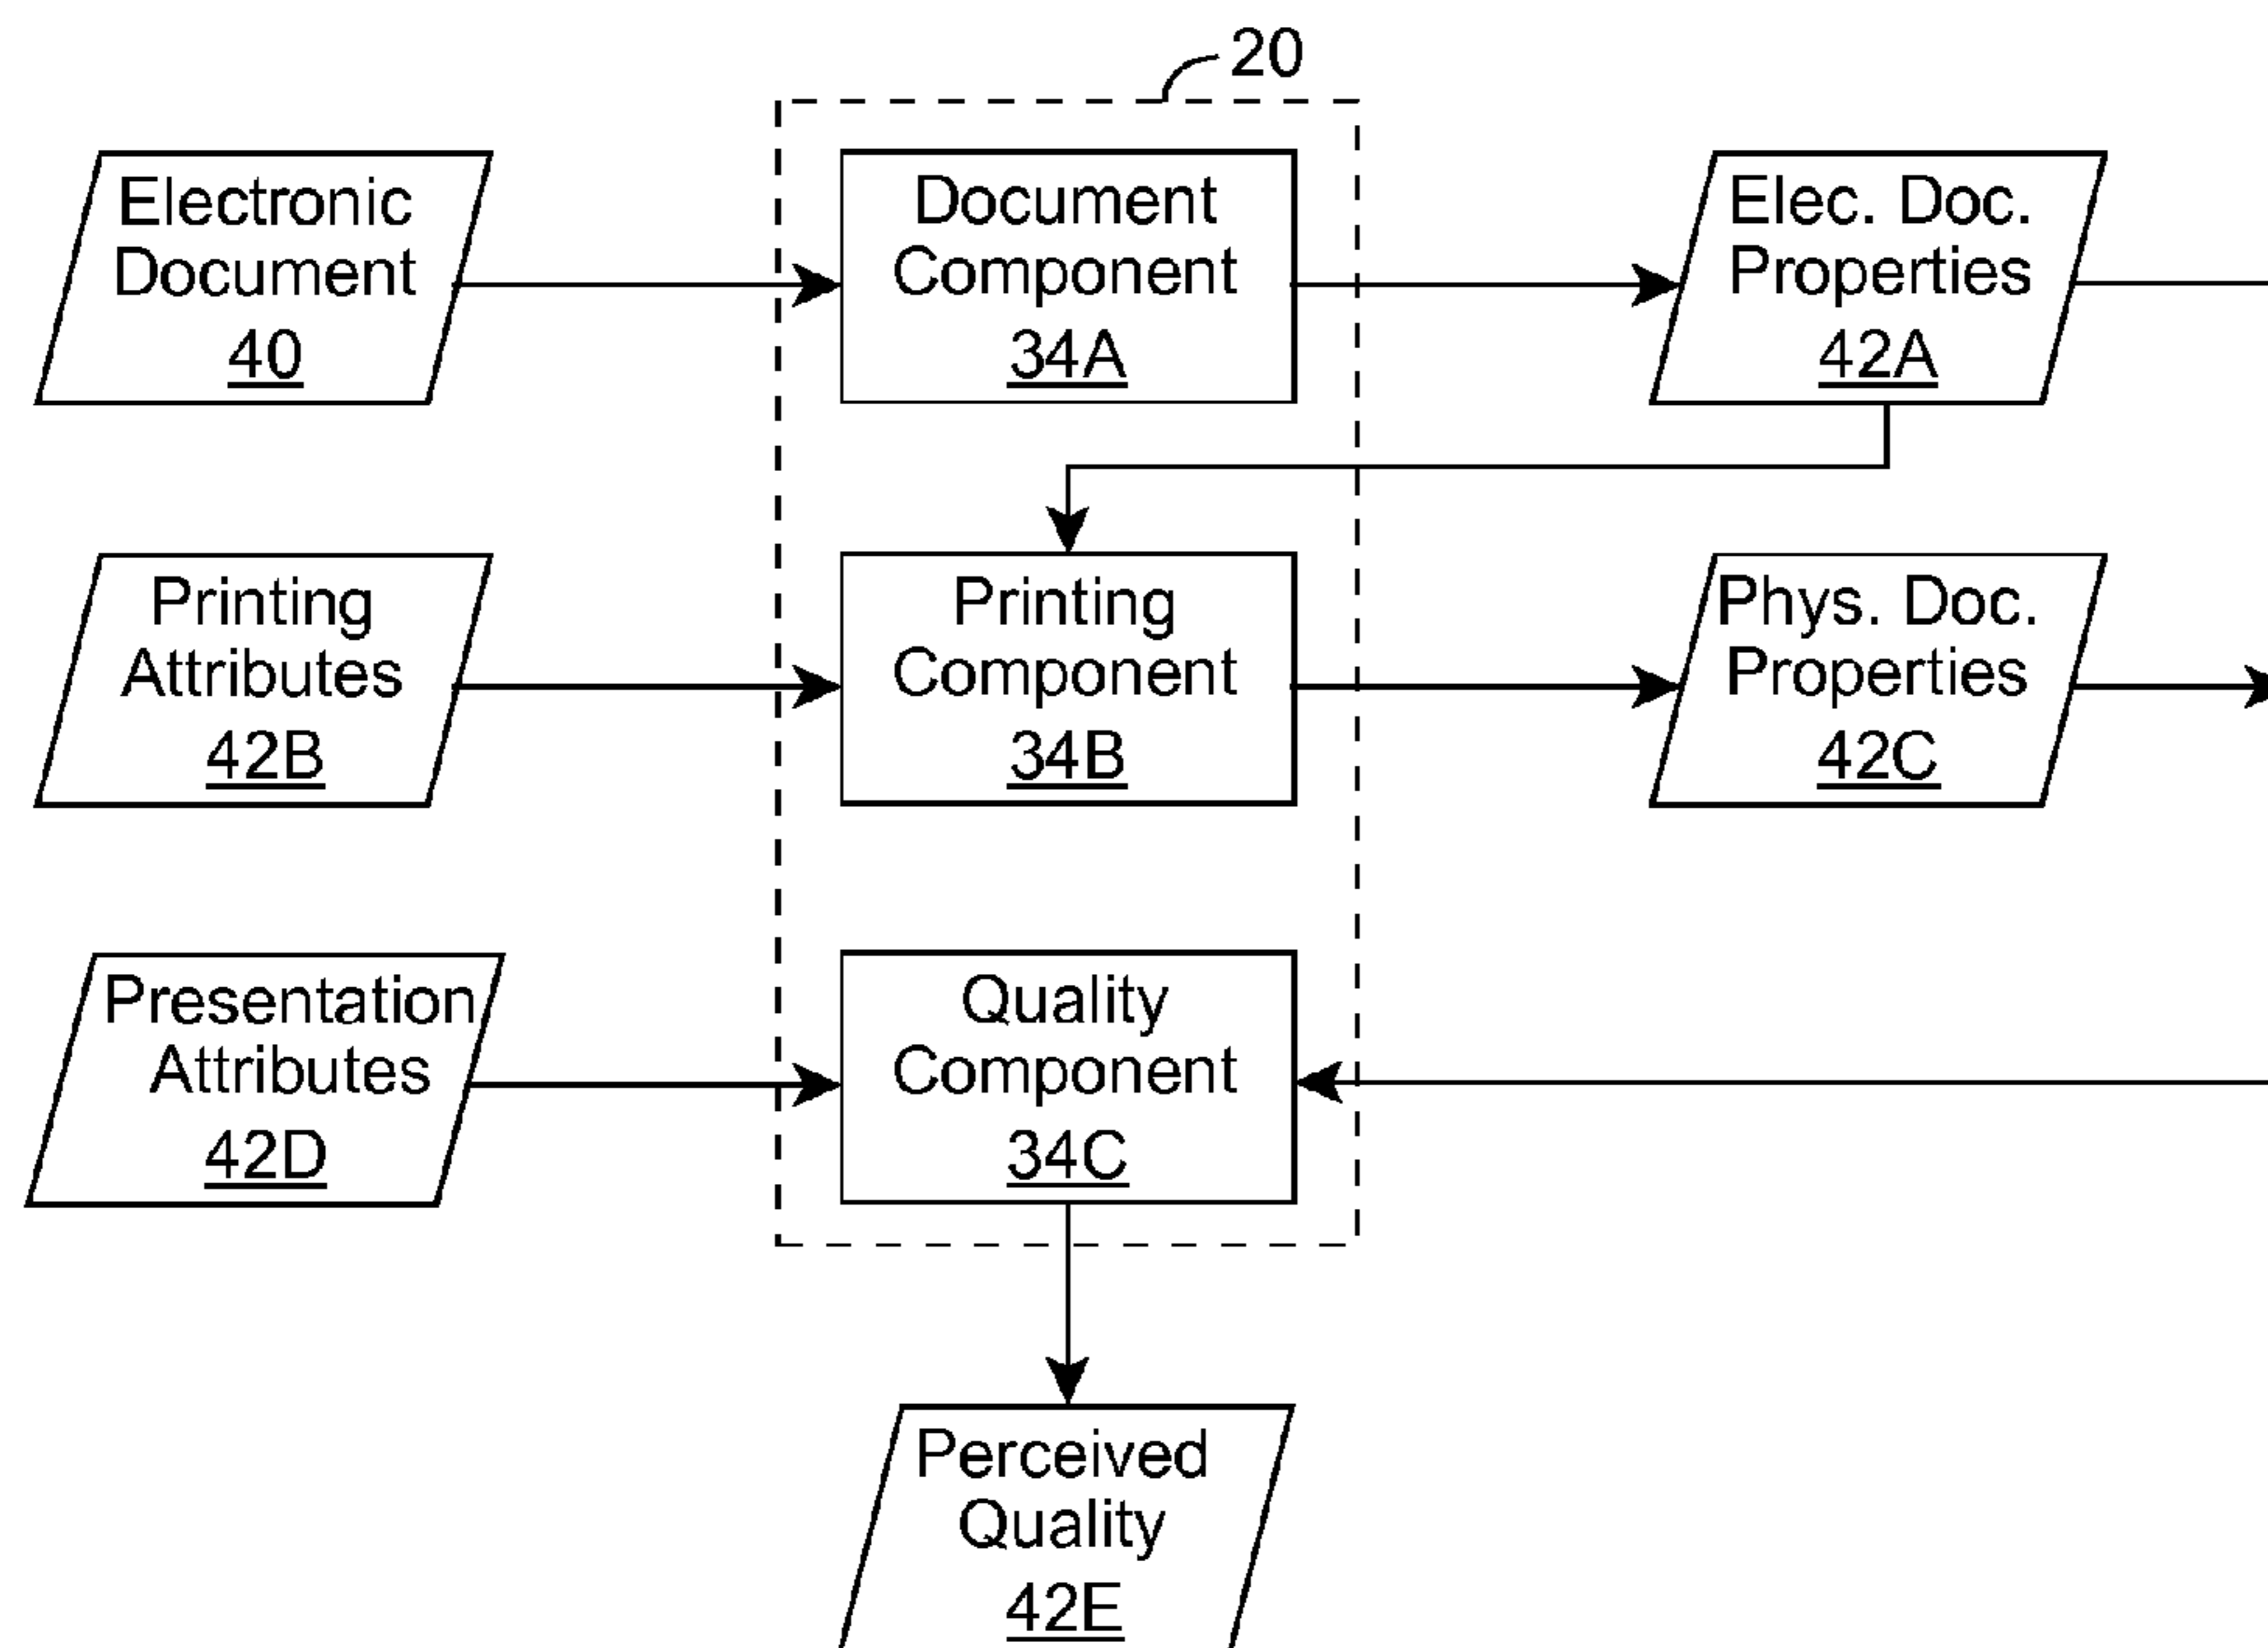 20
Electronic
Document
40
Document
Component
34A
Elec. Doc.
Properties
42A
Printing
Attributes
42B
Printing
Component
34B
Phys. Doc.
Properties
42C
Presentation
Attributes
42D
Quality
Component
34C
Perceived
Quality
42E